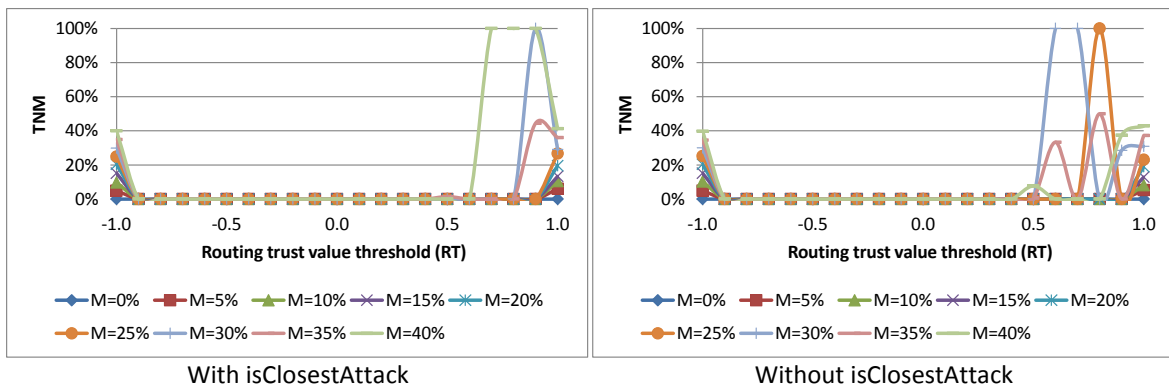 100%
80%
60%
40%
20%
0%
TNM
-1.0 -0.5 0.0 0.5 1.0
Routing trust value threshold (RT)
M=0% M=5% M=10% M=15% M=20%
M=25% M=30% M=35% M=40%
With isClosestAttack
100%
80%
60%
40%
20%
0%
TNM
-1.0 -0.5 0.0 0.5 1.0
Routing trust value threshold (RT)
M=0% M=5% M=10% M=15% M=20%
M=25% M=30% M=35% M=40%
Without isClosestAttack